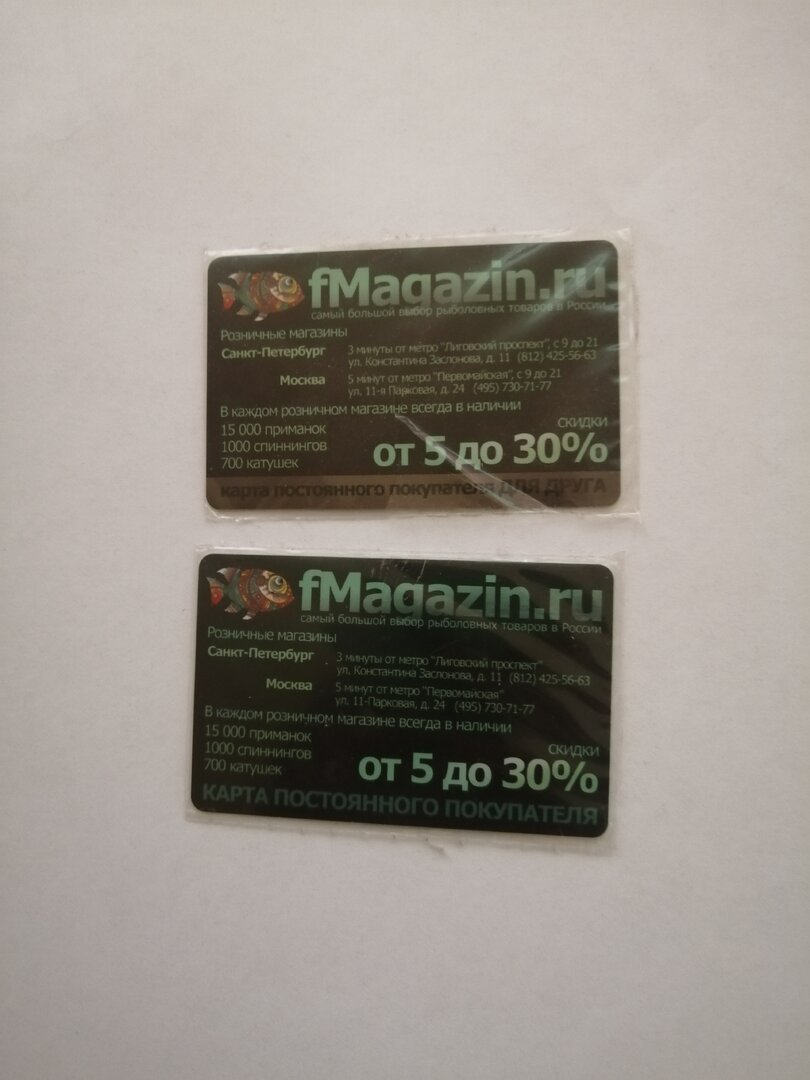 fMagazin.ru
самый большой выбор рыболовных товаров в России
Розничные магазины
Санкт-Петербург 3 минуты от метро "Лиговский проспект", с 9 до 21
ул. Константина Заслонова, д. 11 (812) 425-56-63
Москва 5 минут от метро "Первомайская", с 9 до 21
ул. 11-я Парковая, д. 24 (495) 730-71-77
В каждом розничном магазине всегда в наличии
15 000 приманок
1000 спиннингов
700 катушек
скидки
от 5 до 30%
карта постоянного покупателя ДЛЯ ДРУГА
fMagazin.ru
самый большой выбор рыболовных товаров в России
Розничные магазины
Санкт-Петербург 3 минуты от метро "Лиговский проспект"
ул. Константина Заслонова, д. 11 (812) 425-56-63
Москва 5 минут от метро "Первомайская"
ул. 11-Парковая, д. 24 (495) 730-71-77
В каждом розничном магазине всегда в наличии
15 000 приманок
1000 спиннингов
700 катушек
скидки
от 5 до 30%
КАРТА ПОСТОЯННОГО ПОКУПАТЕЛЯ